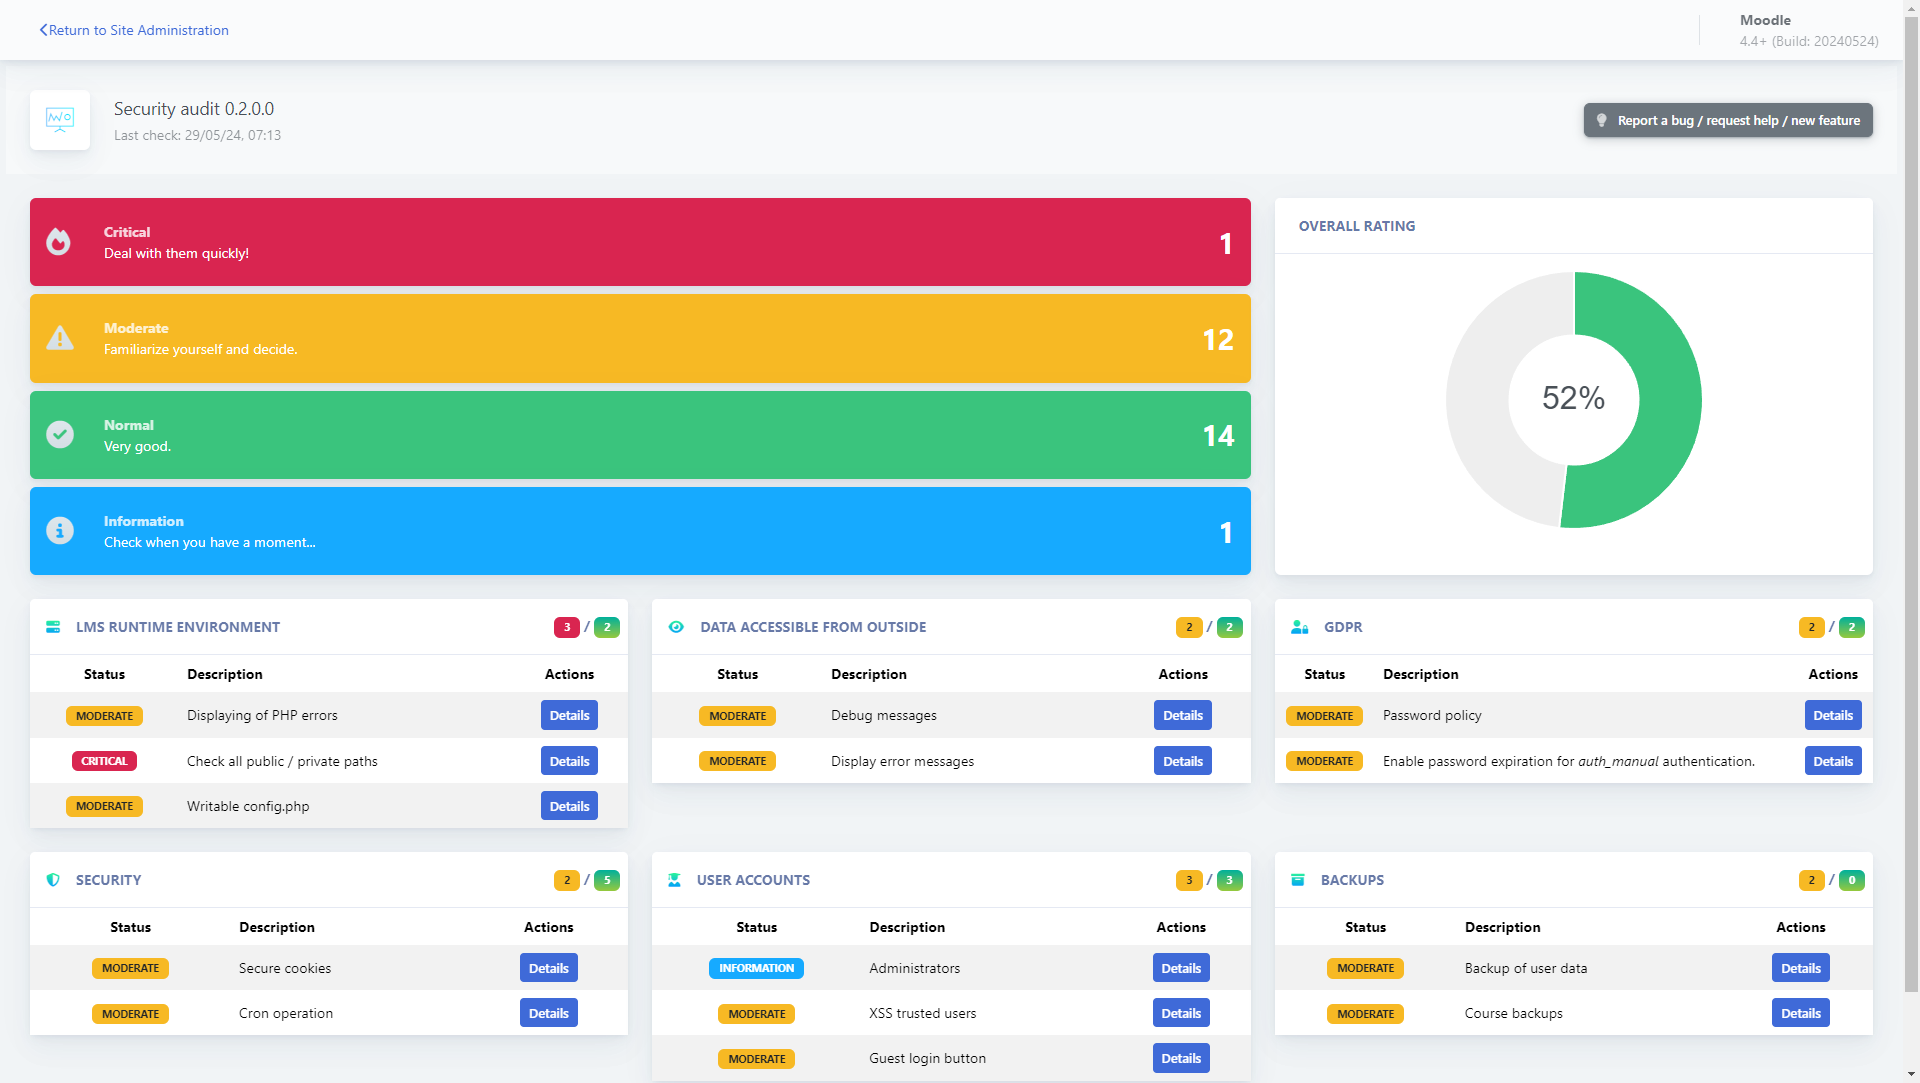 Return to Site Administration
Moodle
4.4+ (Build: 20240524)
Security audit 0.2.0.0
Last check: 29/05/24, 07:13
Report a bug / request help / new feature
Critical
Deal with them quickly!
1
Moderate
Familiarize yourself and decide.
12
Normal
Very good.
14
Information
Check when you have a moment...
1
OVERALL RATING
52%
LMS RUNTIME ENVIRONMENT 3 / 2
Status Description Actions
MODERATE Displaying of PHP errors Details
CRITICAL Check all public / private paths Details
MODERATE Writable config.php Details
DATA ACCESSIBLE FROM OUTSIDE 2 / 2
Status Description Actions
MODERATE Debug messages Details
MODERATE Display error messages Details
GDPR 2 / 2
Status Description Actions
MODERATE Password policy Details
MODERATE Enable password expiration for auth_manual authentication. Details
SECURITY 2 / 5
Status Description Actions
MODERATE Secure cookies Details
MODERATE Cron operation Details
USER ACCOUNTS 3 / 3
Status Description Actions
INFORMATION Administrators Details
MODERATE XSS trusted users Details
MODERATE Guest login button Details
BACKUPS 2 / 0
Status Description Actions
MODERATE Backup of user data Details
MODERATE Course backups Details